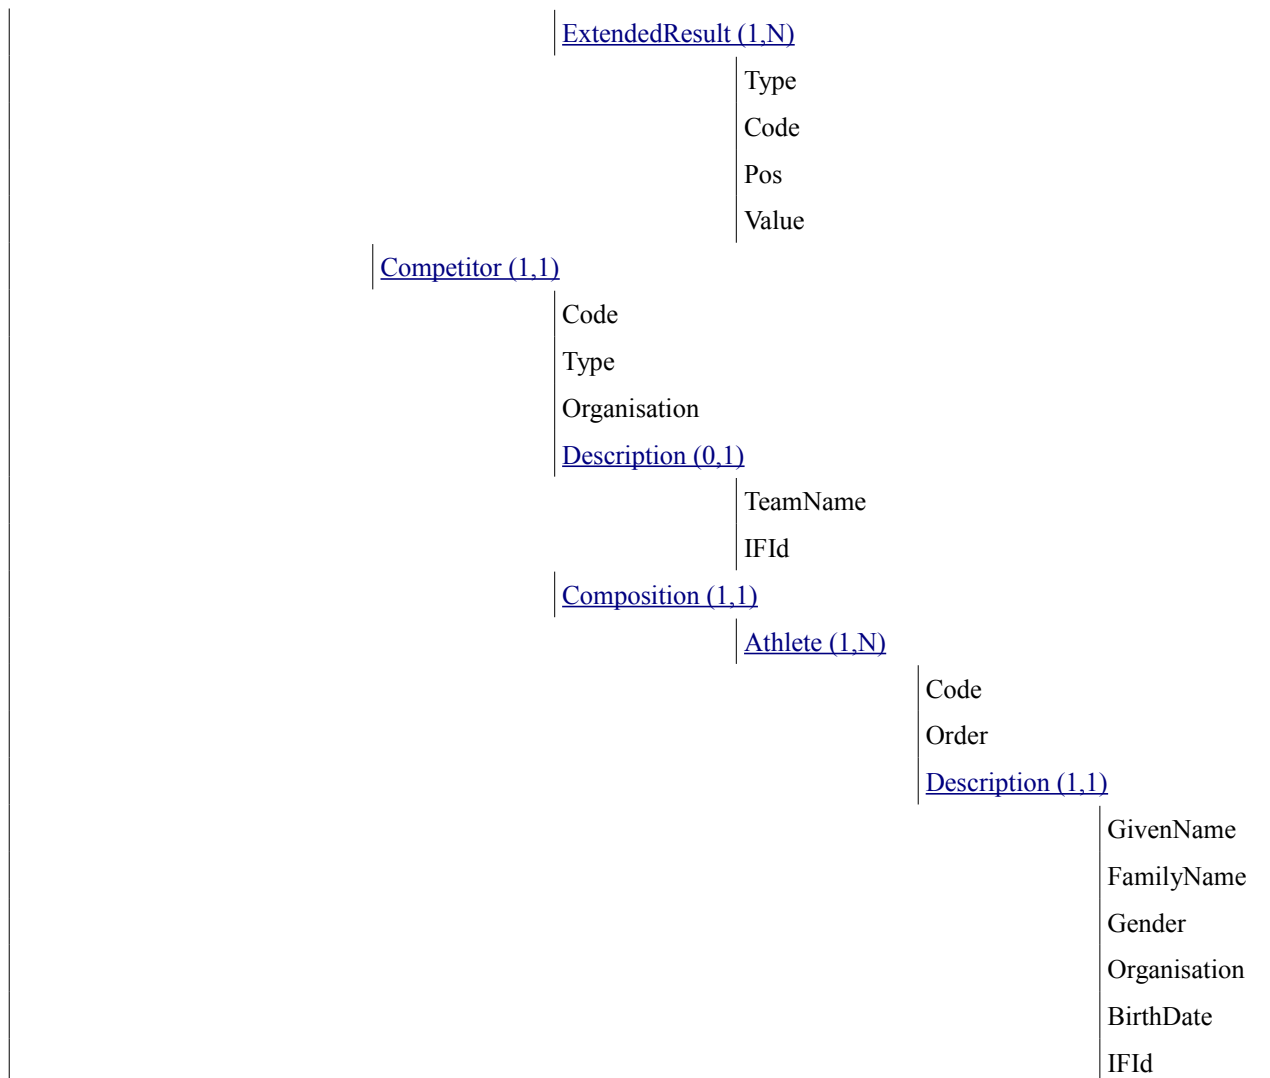 ExtendedResult (1,N)
Type
Code
Pos
Value
Competitor (1,1)
Code
Type
Organisation
Description (0,1)
TeamName
IFId
Composition (1,1)
Athlete (1,N)
Code
Order
Description (1,1)
GivenName
FamilyName
Gender
Organisation
BirthDate
IFId